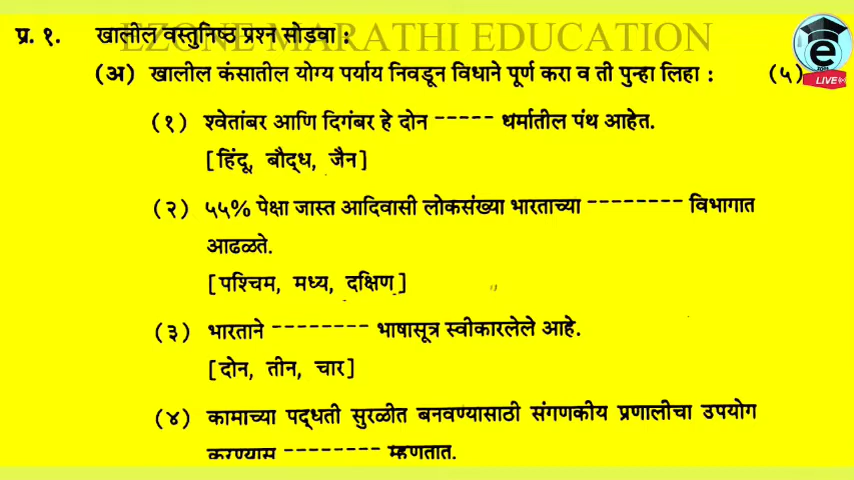 EZONE MARATHI EDUCATION
प्र. १. खालील वस्तुनिष्ठ प्रश्न सोडवा :
(अ) खालील कंसातील योग्य पर्याय निवडून विधाने पूर्ण करा व ती पुन्हा लिहा : (५)
(१) श्वेतांबर आणि दिगंबर हे दोन ----- धर्मातील पंथ आहेत.
[हिंदू, बौद्ध, जैन]
(२) ५५% पेक्षा जास्त आदिवासी लोकसंख्या भारताच्या -------- विभागात
आढळते.
[पश्चिम, मध्य, दक्षिण]
(३) भारताने -------- भाषासूत्र स्वीकारलेले आहे.
[दोन, तीन, चार]
(४) कामाच्या पद्धती सुरळीत बनवण्यासाठी संगणकीय प्रणालीचा उपयोग
करण्यास -------- म्हणतात.
e
LIVE